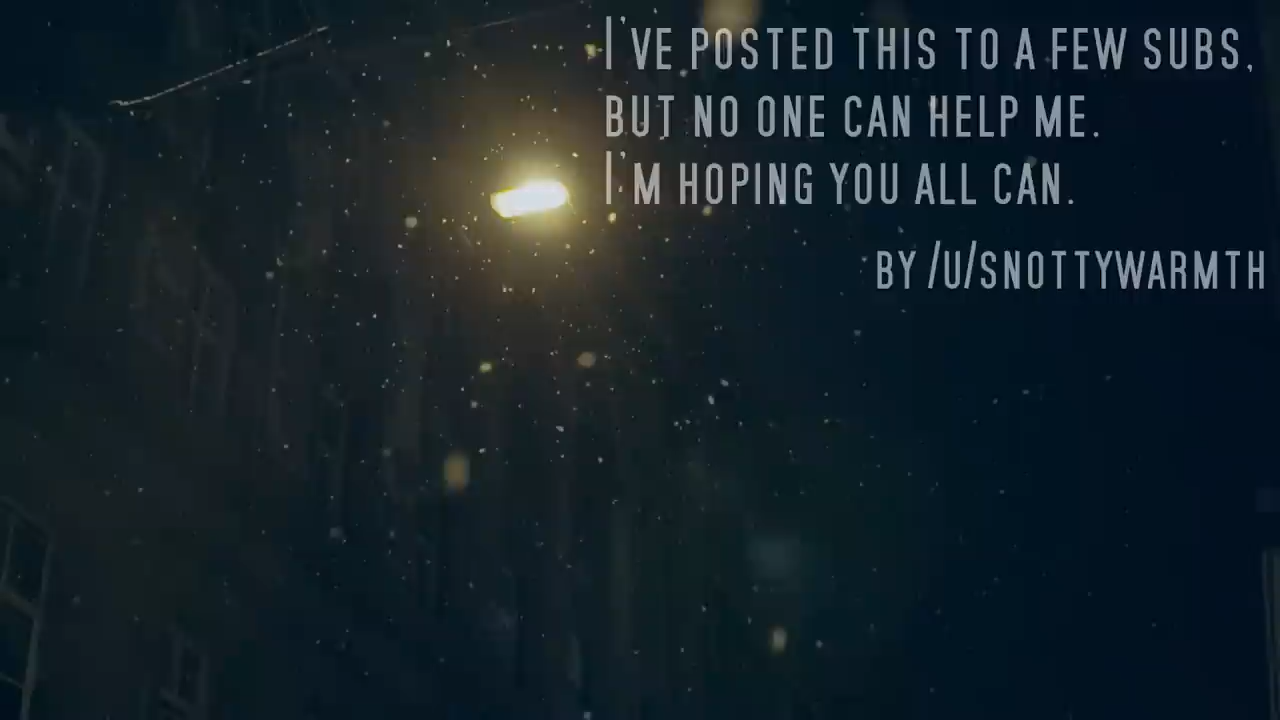 I'VE POSTED THIS TO A FEW SUBS,
BUT NO ONE CAN HELP ME.
I'M HOPING YOU ALL CAN.
BY /U/SNOTTYWARMTH